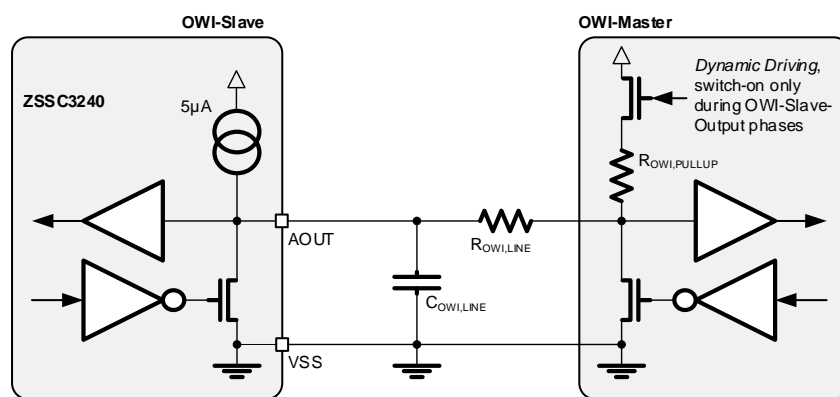 OWI-Slave
OWI-Master
ZSSC3240
5µA
Dynamic Driving,
switch-on only
during OWI-Slave-
Output phases
ROWI,PULLUP
AOUT
ROWI,LINE
COWI,LINE
VSS